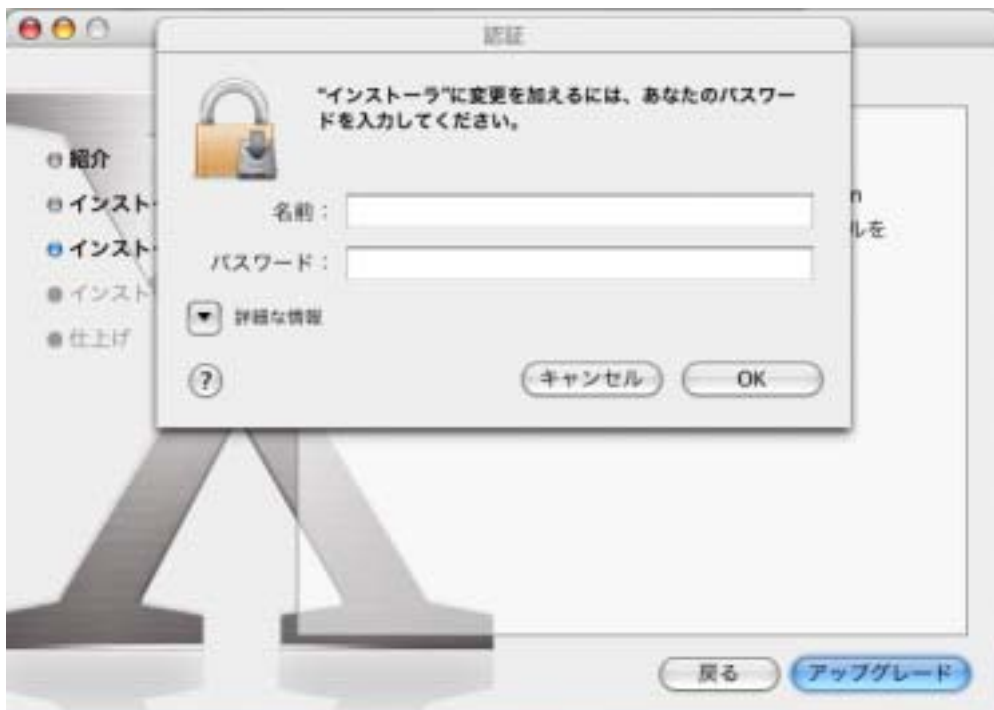 認証
"インストーラ"に変更を加えるには、あなたのパスワー
ドを入力してください。
名前：
パスワード：
詳細な情報
?
キャンセル
OK
紹介
インスト
インスト
インスト
仕上げ
n
ルを
戻る
アップグレード